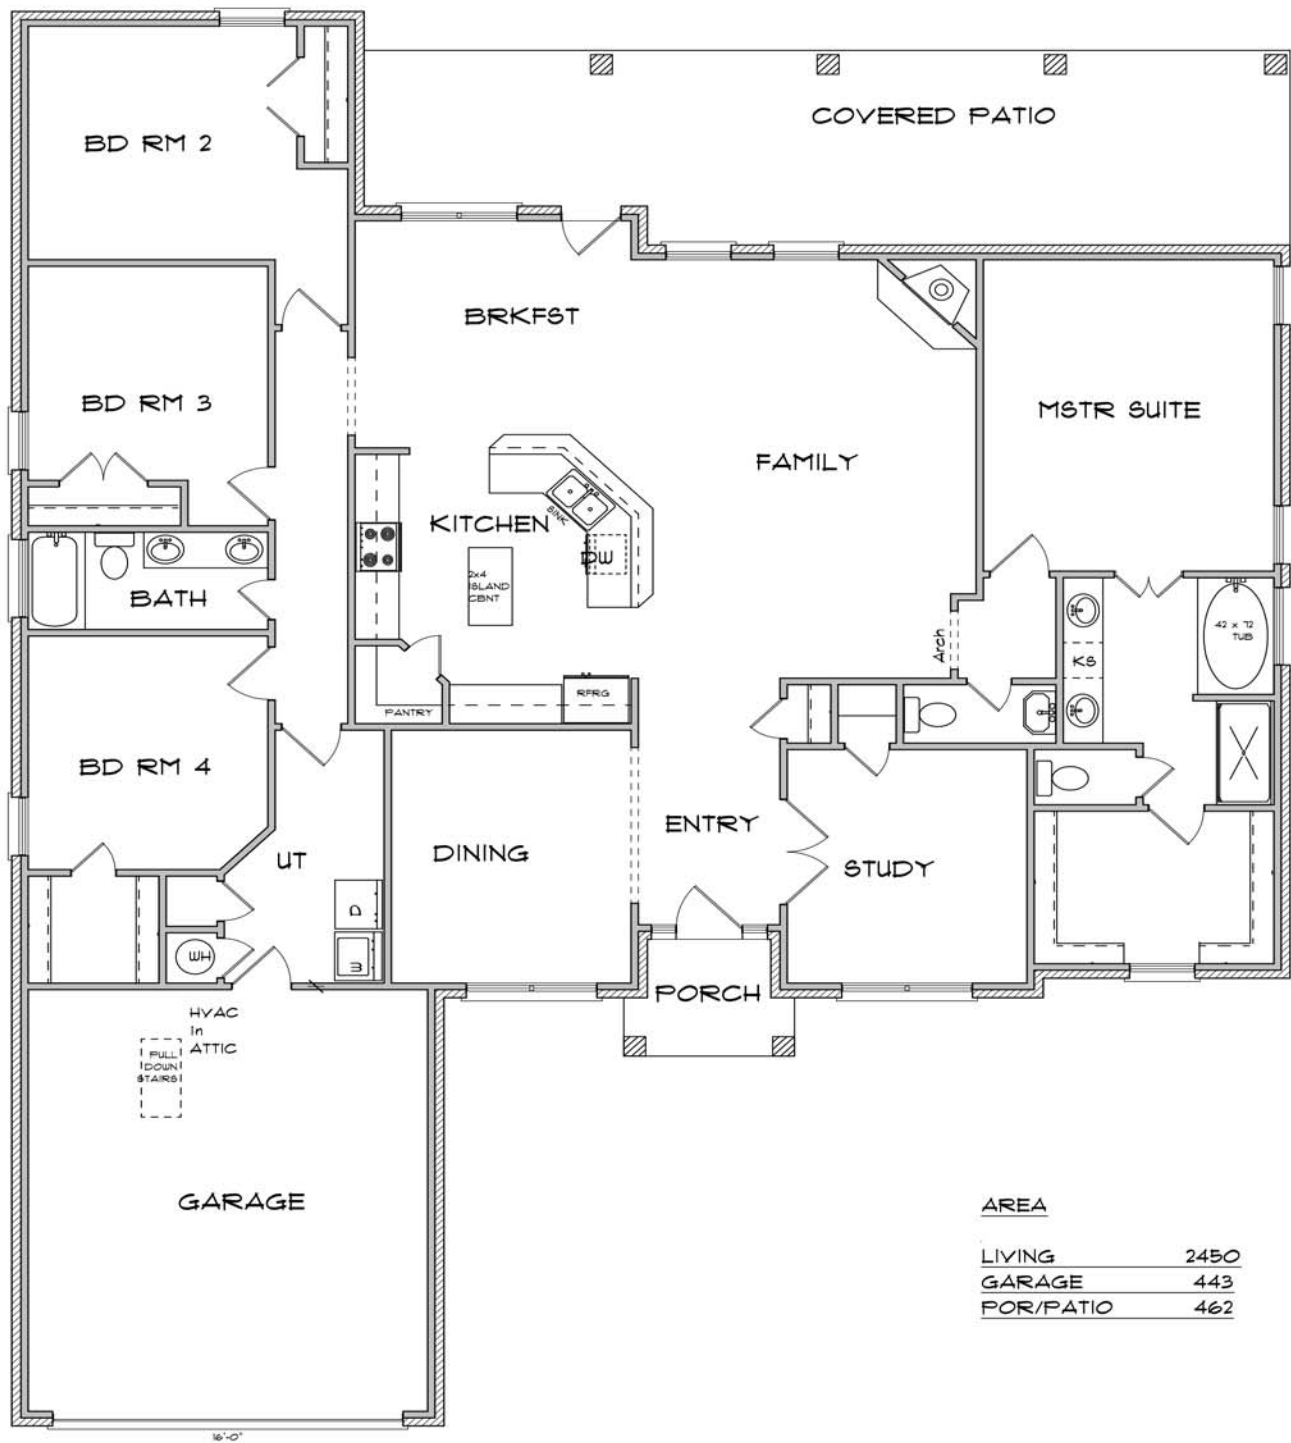 COVERED PATIO
BD RM 2
BRKFST
BD RM 3
MSTR SUITE
FAMILY
KITCHEN
SINK
DW
2x4
ISLAND
CBNT
BATH
42 x 72
TUB
Arch
KS
RFRG
PANTRY
BD RM 4
ENTRY
DINING
UT
STUDY
D
W
WH
PORCH
HVAC
in
ATTIC
PULL
DOWN
STAIRS
GARAGE
AREA
LIVING 2450
GARAGE 443
POR/PATIO 462
16'-0"